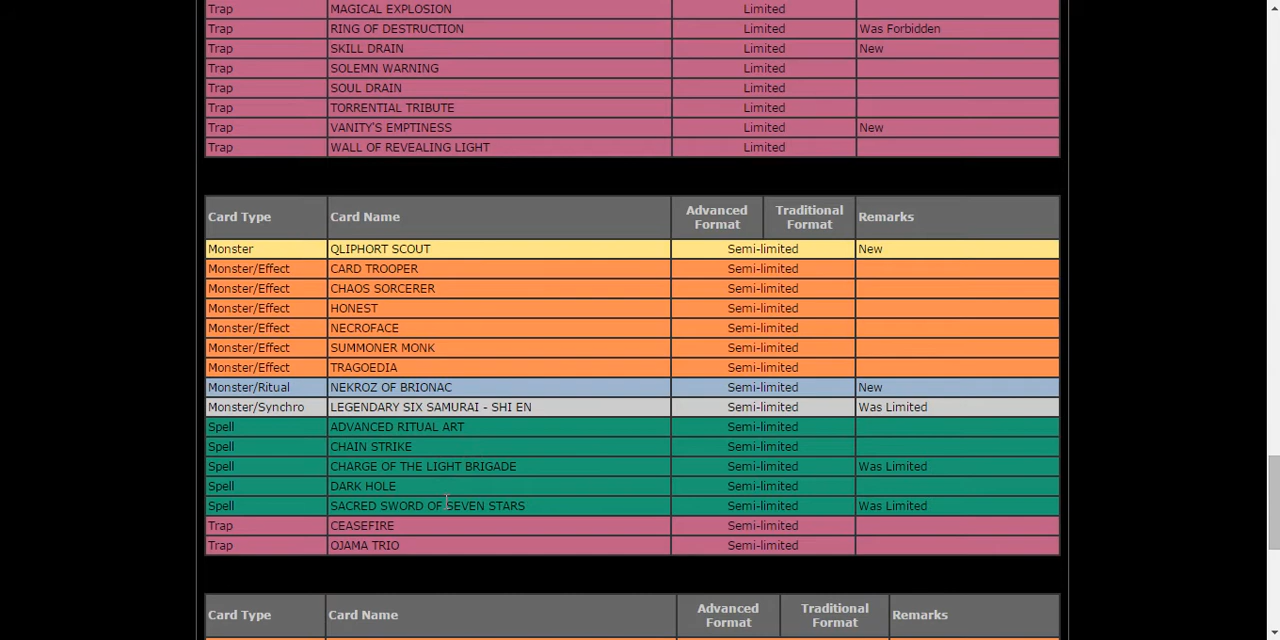 Trap MAGICAL EXPLOSION Limited
Trap RING OF DESTRUCTION Limited Was Forbidden
Trap SKILL DRAIN Limited New
Trap SOLEMN WARNING Limited
Trap SOUL DRAIN Limited
Trap TORRENTIAL TRIBUTE Limited
Trap VANITY'S EMPTINESS Limited New
Trap WALL OF REVEALING LIGHT Limited
Card Type Card Name Advanced Format Traditional Format Remarks
Monster QLIPHORT SCOUT Semi-limited New
Monster/Effect CARD TROOPER Semi-limited
Monster/Effect CHAOS SORCERER Semi-limited
Monster/Effect HONEST Semi-limited
Monster/Effect NECROFACE Semi-limited
Monster/Effect SUMMONER MONK Semi-limited
Monster/Effect TRAGOEDIA Semi-limited
Monster/Ritual NEKROZ OF BRIONAC Semi-limited New
Monster/Synchro LEGENDARY SIX SAMURAI - SHI EN Semi-limited Was Limited
Spell ADVANCED RITUAL ART Semi-limited
Spell CHAIN STRIKE Semi-limited
Spell CHARGE OF THE LIGHT BRIGADE Semi-limited Was Limited
Spell DARK HOLE Semi-limited
Spell SACRED SWORD OF SEVEN STARS Semi-limited Was Limited
Trap CEASEFIRE Semi-limited
Trap OJAMA TRIO Semi-limited
Card Type Card Name Advanced Format Traditional Format Remarks